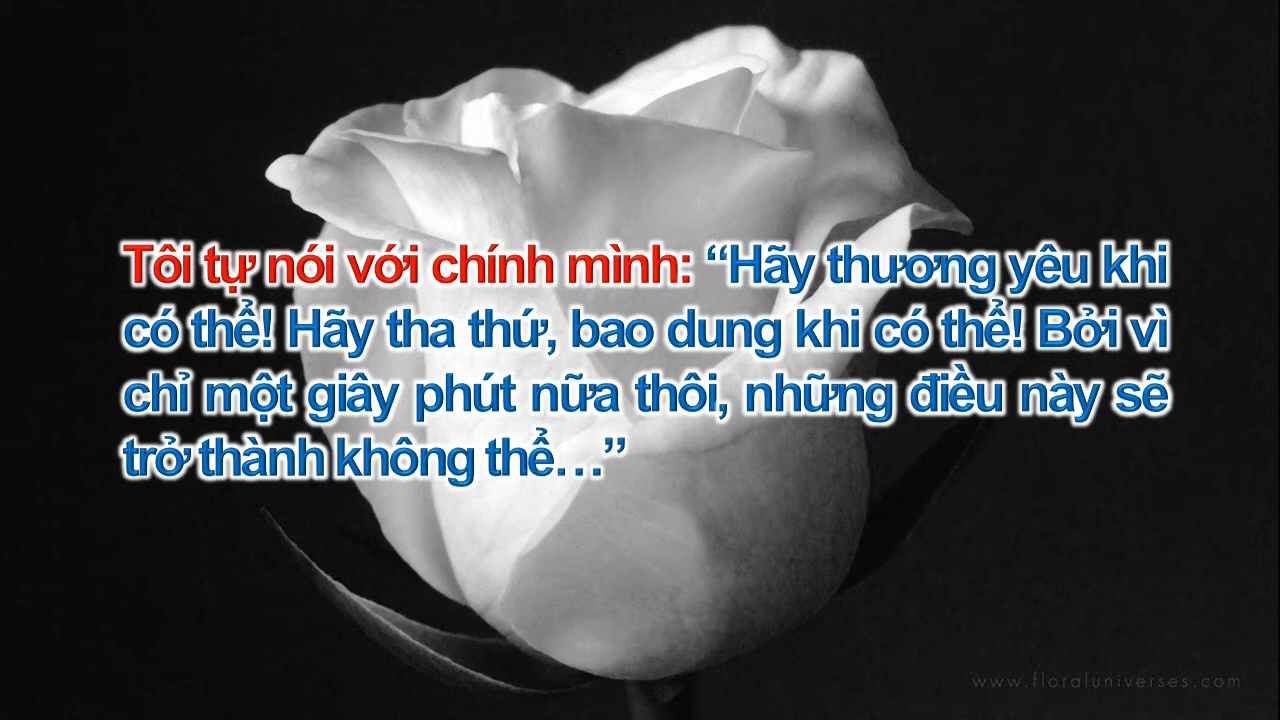 Tôi tự nói với chính mình: “Hãy thương yêu khi
có thể! Hãy tha thứ, bao dung khi có thể! Bởi vì
chỉ một giây phút nữa thôi, những điều này sẽ
trở thành không thể…”
www.floraluniverses.com